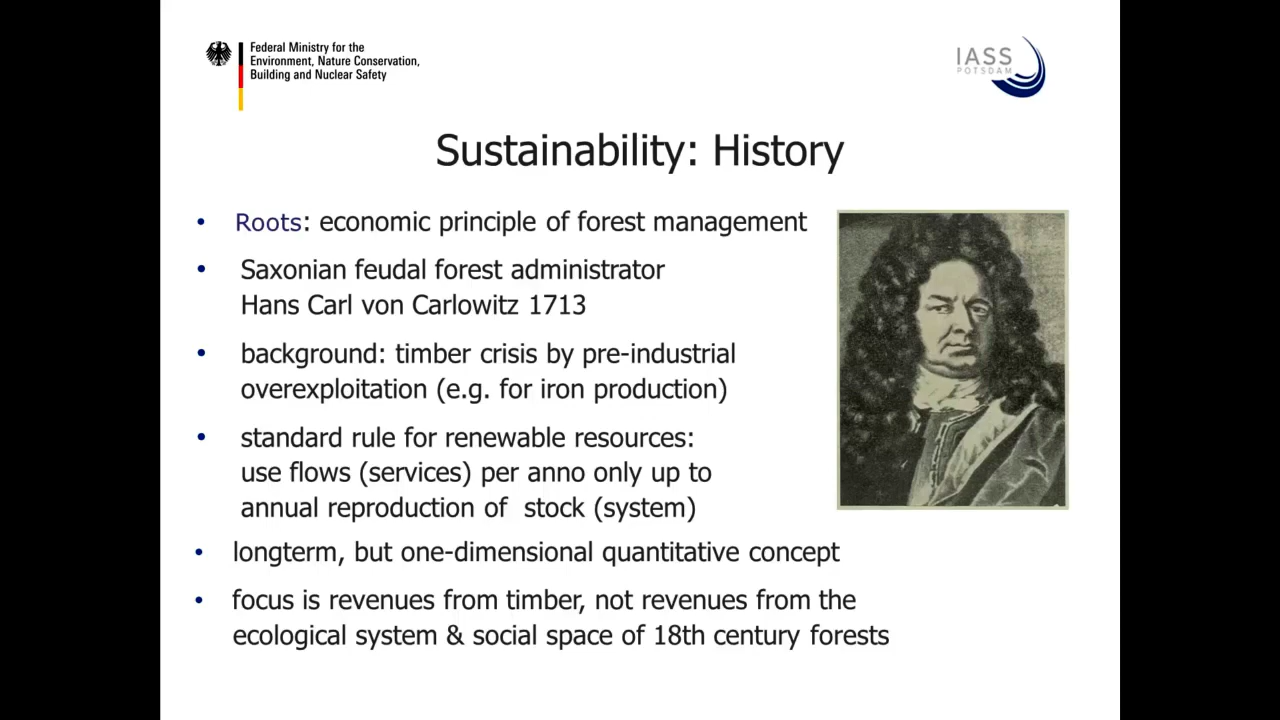 Federal Ministry for the
Environment, Nature Conservation,
Building and Nuclear Safety
IASS
POTSDAM
Sustainability: History
• Roots: economic principle of forest management
• Saxonian feudal forest administrator
Hans Carl von Carlowitz 1713
• background: timber crisis by pre-industrial
overexploitation (e.g. for iron production)
• standard rule for renewable resources:
use flows (services) per anno only up to
annual reproduction of stock (system)
• longterm, but one-dimensional quantitative concept
• focus is revenues from timber, not revenues from the
ecological system & social space of 18th century forests